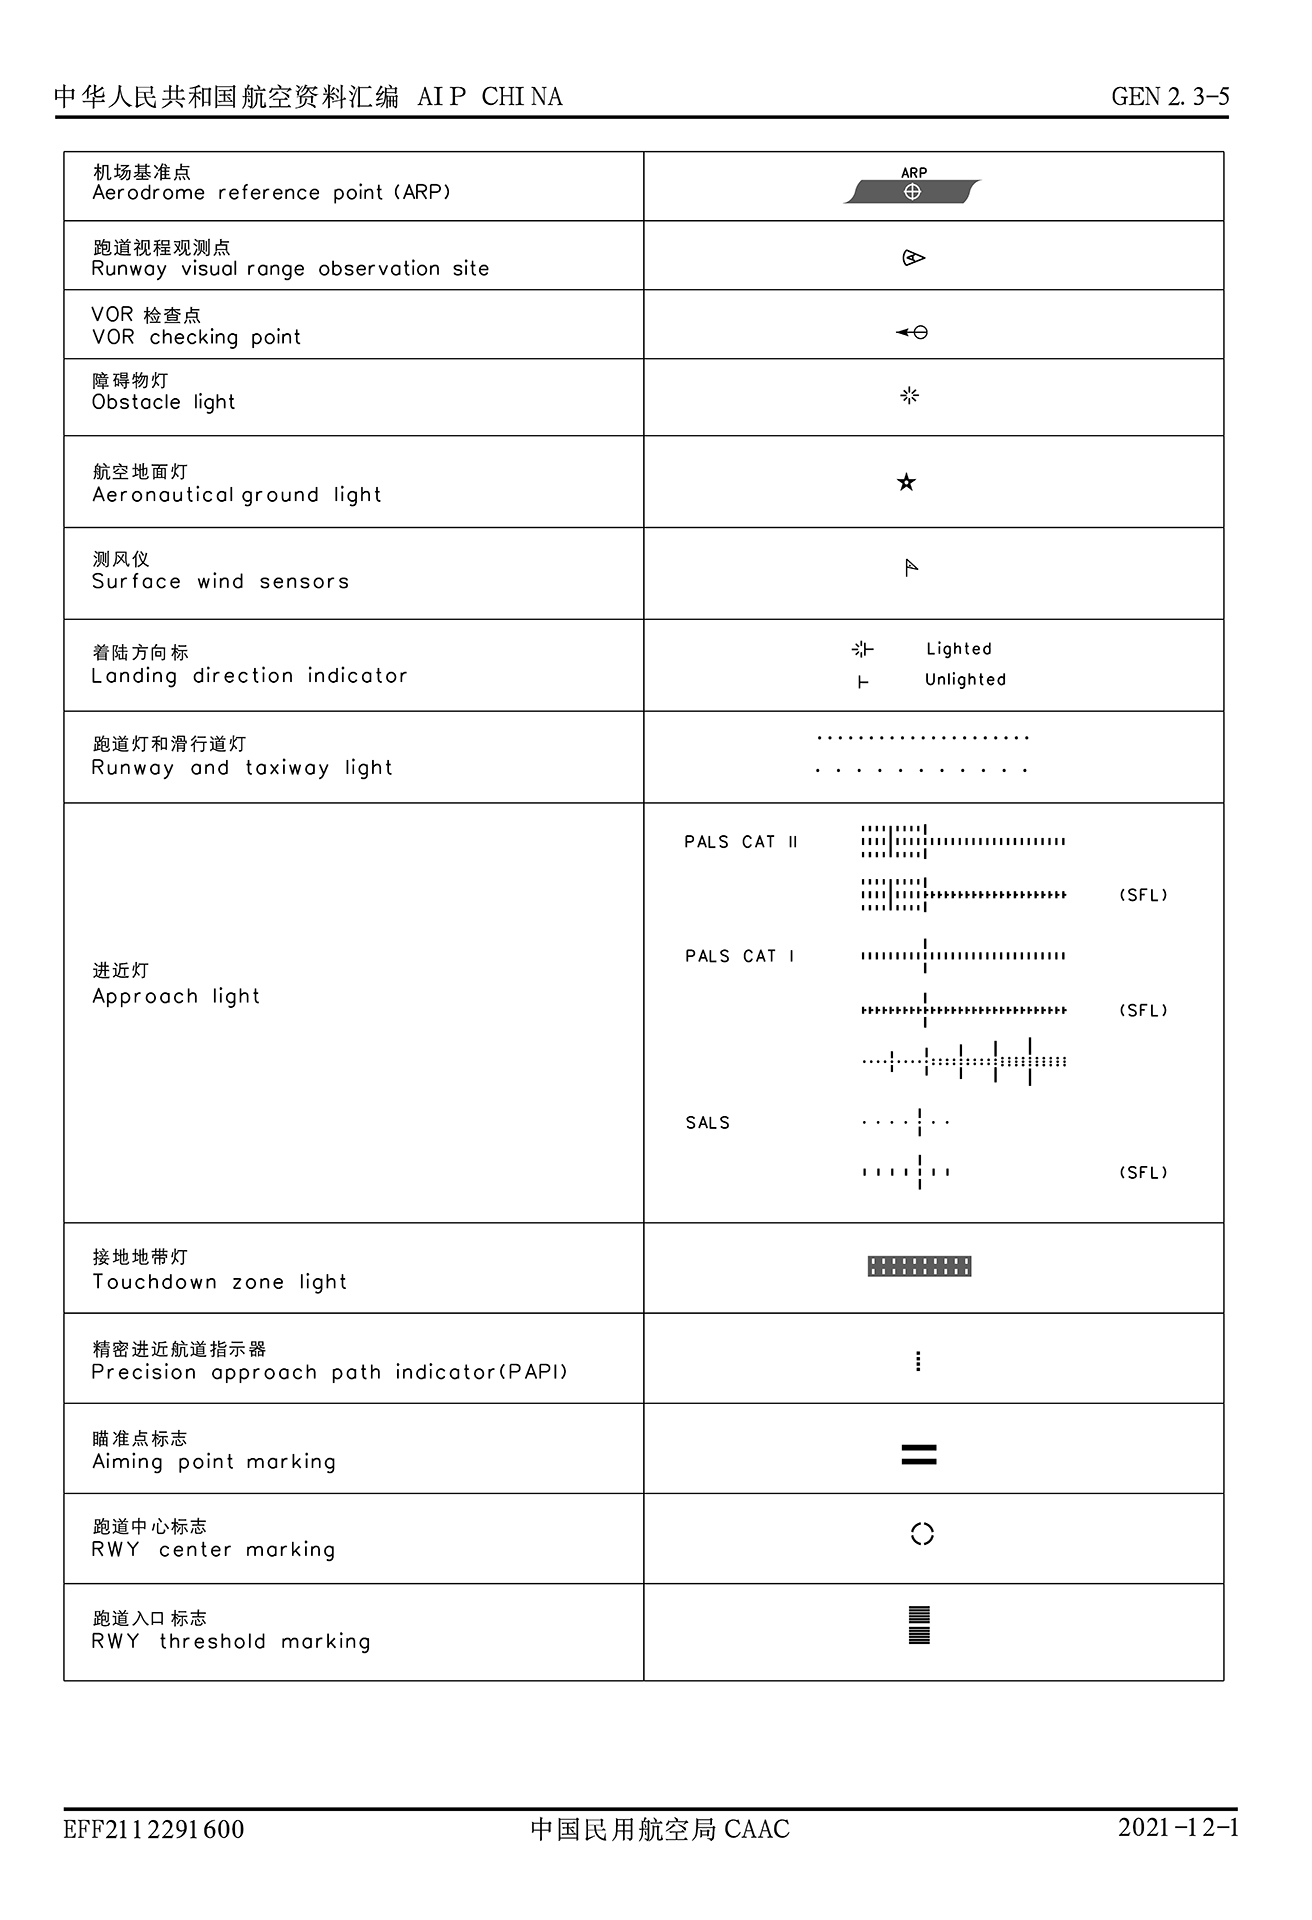 中华人民共和国航空资料汇编 AIP CHINA GEN 2.3-5
机场基准点
Aerodrome reference point (ARP)
ARP
跑道视程观测点
Runway visual range observation site
VOR 检查点
VOR checking point
障碍物灯
Obstacle light
航空地面灯
Aeronautical ground light
测风仪
Surface wind sensors
着陆方向标
Landing direction indicator
Lighted
Unlighted
跑道灯和滑行道灯
Runway and taxiway light
进近灯
Approach light
PALS CAT II
(SFL)
PALS CAT I
(SFL)
SALS
(SFL)
接地地带灯
Touchdown zone light
精密进近航道指示器
Precision approach path indicator(PAPI)
瞄准点标志
Aiming point marking
跑道中心标志
RWY center marking
跑道入口标志
RWY threshold marking
EFF2112291600 中国民用航空局 CAAC 2021-12-1